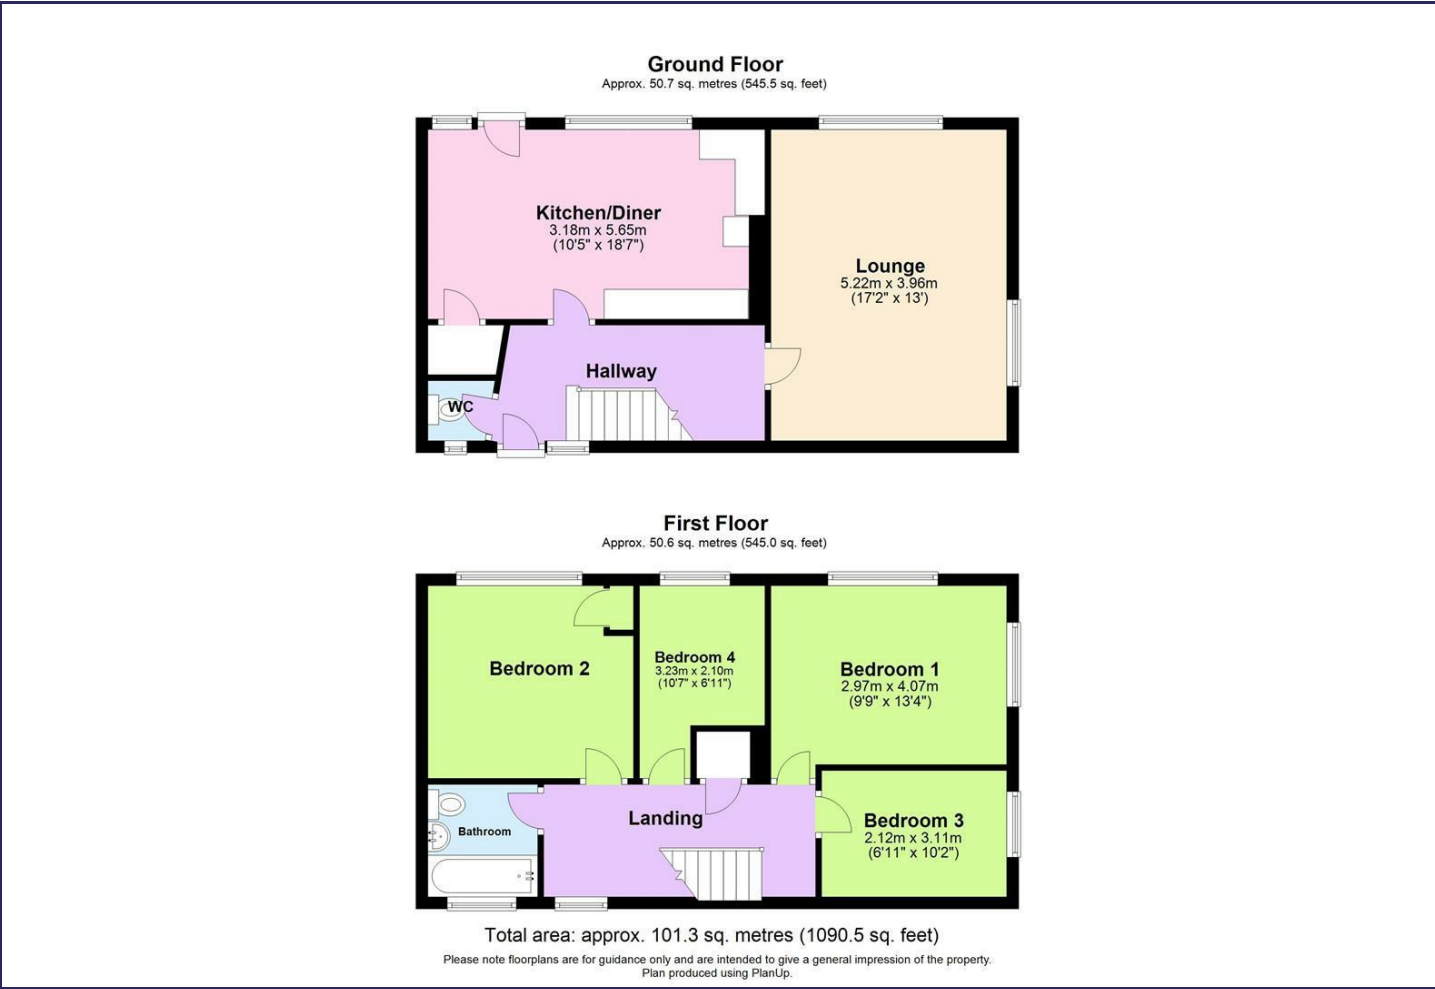 Ground Floor
Approx. 50.7 sq. metres (545.5 sq. feet)
Kitchen/Diner
3.18m x 5.65m
(10'5" x 18'7")
Lounge
5.22m x 3.96m
(17'2" x 13')
Hallway
WC
First Floor
Approx. 50.6 sq. metres (545.0 sq. feet)
Bedroom 2
Bedroom 4
3.23m x 2.10m
(10'7" x 6'11")
Bedroom 1
2.97m x 4.07m
(9'9" x 13'4")
Landing
Bathroom
Bedroom 3
2.12m x 3.11m
(6'11" x 10'2")
Total area: approx. 101.3 sq. metres (1090.5 sq. feet)
Please note floorplans are for guidance only and are intended to give a general impression of the property.
Plan produced using PlanUp.